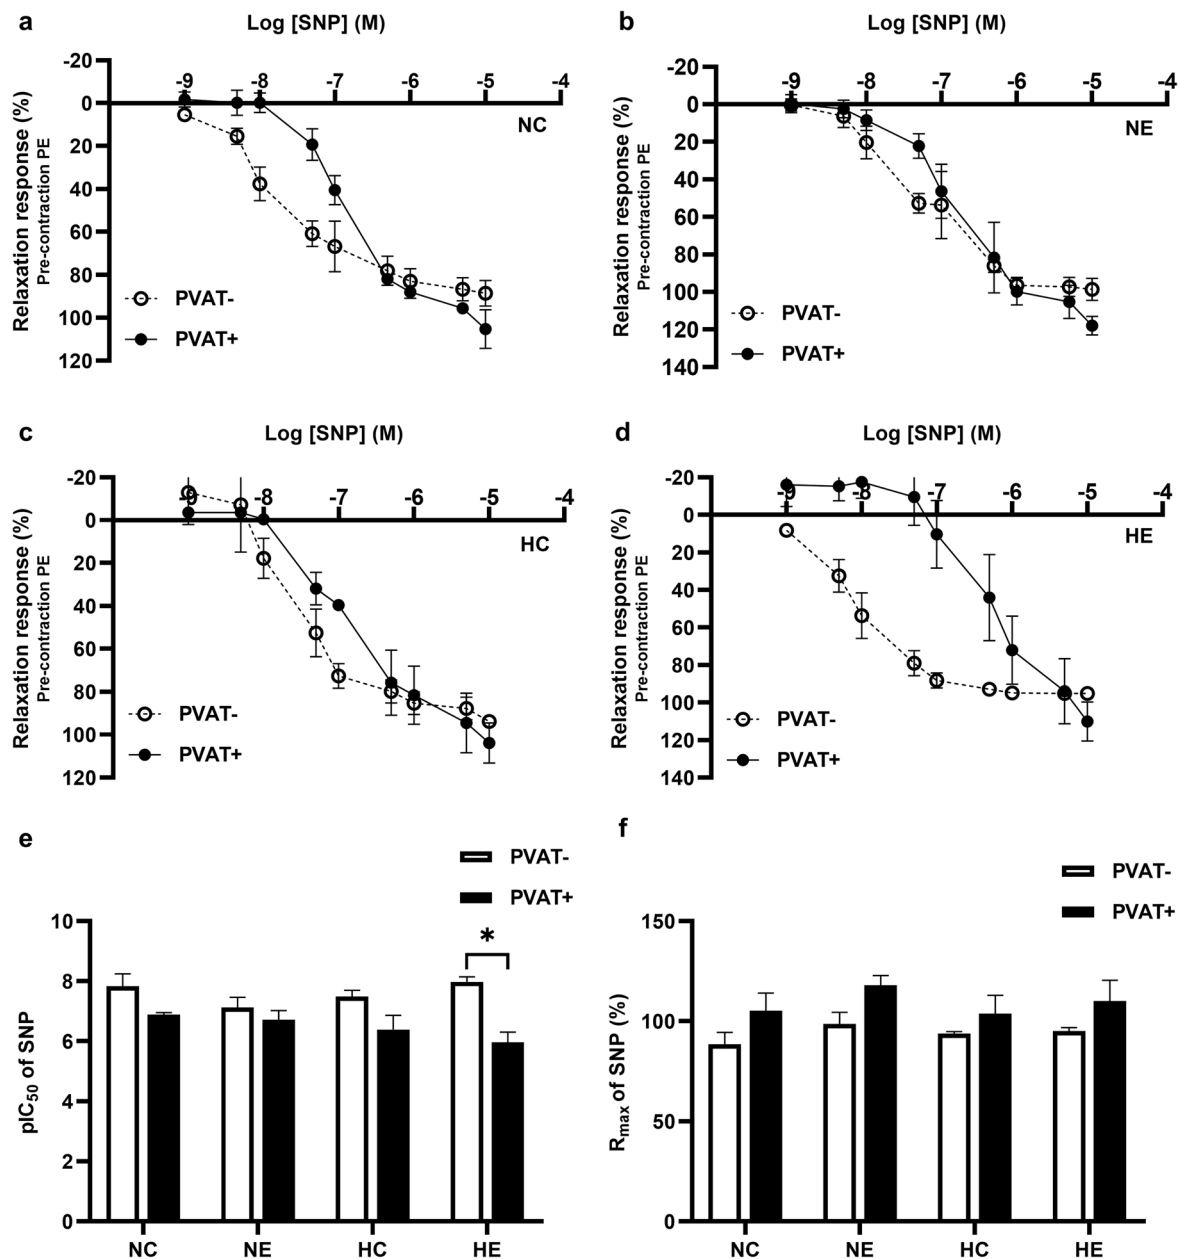 a
Log [SNP] (M)
Relaxation response (%)
Pre-contraction PE
-20
0
20
40
60
80
100
120
-9
-8
-7
-6
-5
-4
NC
PVAT-
PVAT+
b
Log [SNP] (M)
Relaxation response (%)
Pre-contraction PE
-20
0
20
40
60
80
100
120
140
-9
-8
-7
-6
-5
-4
NE
PVAT-
PVAT+
c
Log [SNP] (M)
Relaxation response (%)
Pre-contraction PE
-20
0
20
40
60
80
100
120
-9
-8
-7
-6
-5
-4
HC
PVAT-
PVAT+
d
Log [SNP] (M)
Relaxation response (%)
Pre-contraction PE
-20
0
20
40
60
80
100
120
140
-9
-8
-7
-6
-5
-4
HE
PVAT-
PVAT+
e
PVAT-
PVAT+
pIC50 of SNP
10
8
6
4
2
0
*
NC
NE
HC
HE
f
PVAT-
PVAT+
Rmax of SNP (%)
150
100
50
0
NC
NE
HC
HE